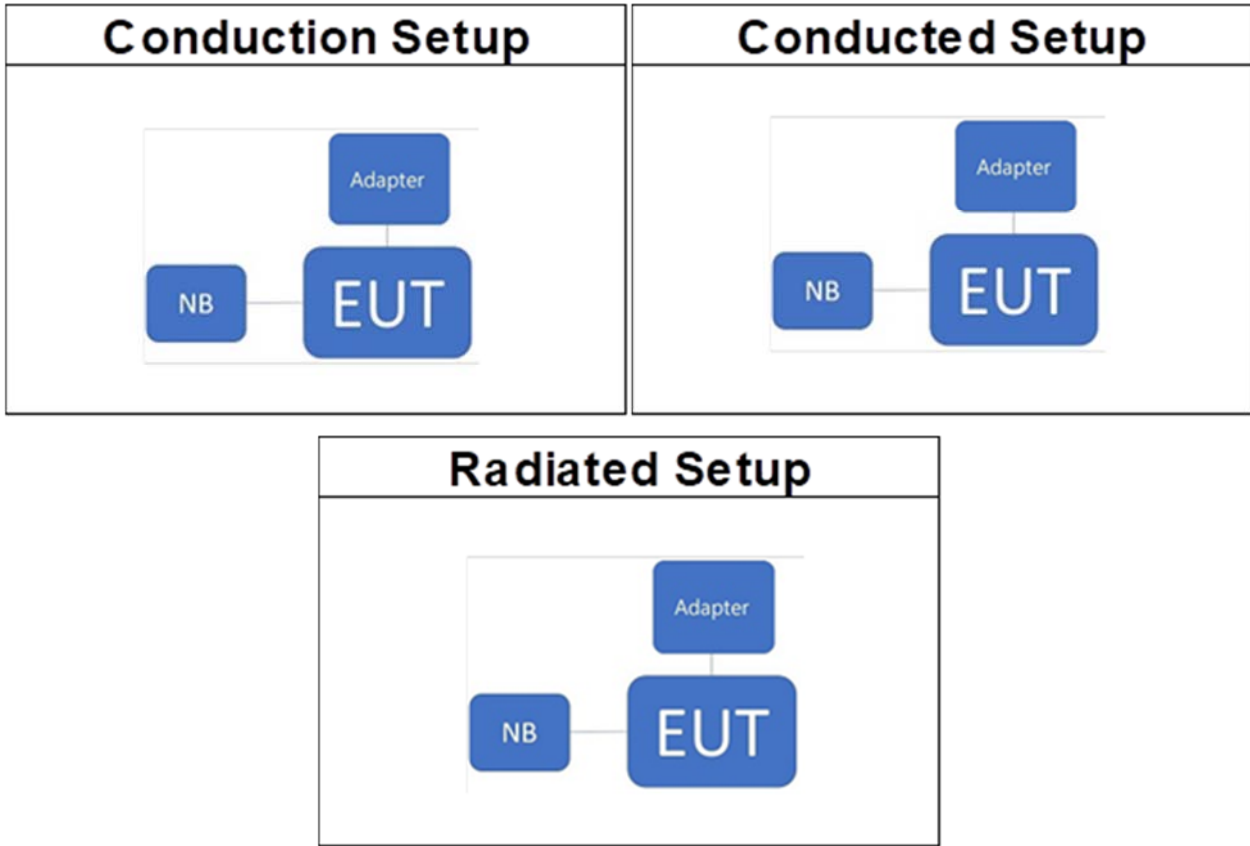 Conduction Setup
Adapter
NB
EUT
Conducted Setup
Adapter
NB
EUT
Radiated Setup
Adapter
NB
EUT